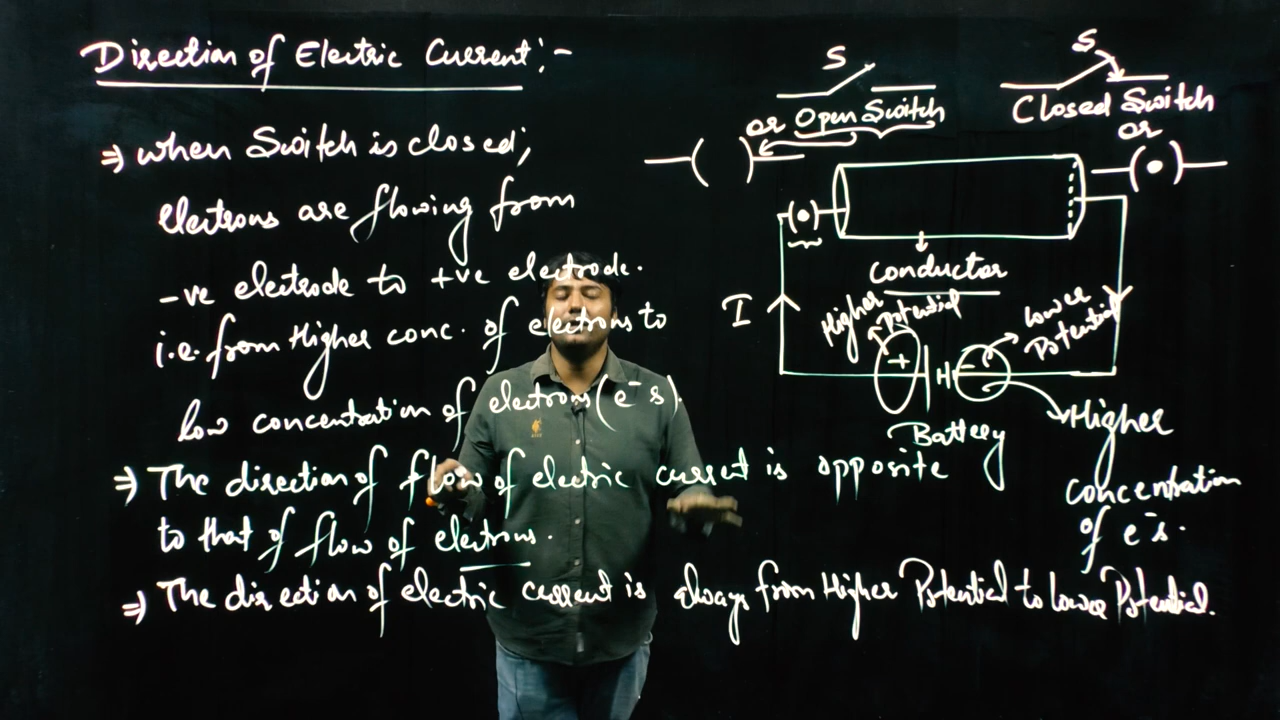 Direction of Electric Current :-
⇒ when Switch is closed,
electrons are flowing from
-ve electrode to +ve electrode.
i.e. from Higher conc. of electrons to
low concentration of electrons (e⁻s).
⇒ The direction of flow of electric current is opposite
to that of flow of electrons.
⇒ The direction of electric current is always from Higher Potential to Lower Potential.
S
Open Switch
or
S
Closed Switch
or
conductor
I
Higher Potential
+
-
Lower Potential
Battery
Higher
concentration
of e⁻s.